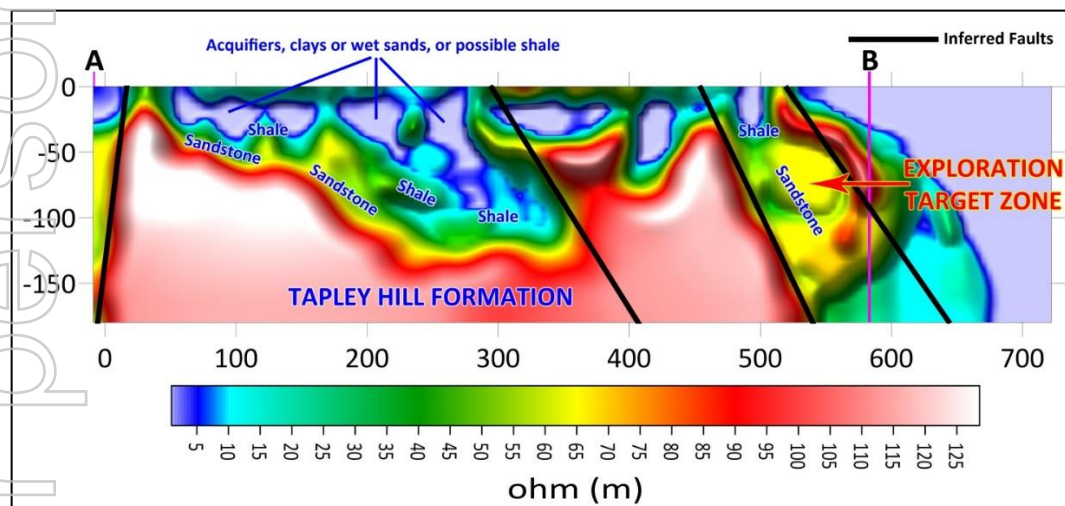 Acquifiers, clays or wet sands, or possible shale
Inferred Faults
A
B
0
-50
-100
-150
Shale
Sandstone
Sandstone
Shale
Shale
Shale
Sandstone
EXPLORATION
TARGET ZONE
TAPLEY HILL FORMATION
0 100 200 300 400 500 600 700
5 10 15 20 25 30 35 40 45 50 55 60 65 70 75 80 85 90 95 100 105 110 115 120 125
ohm (m)